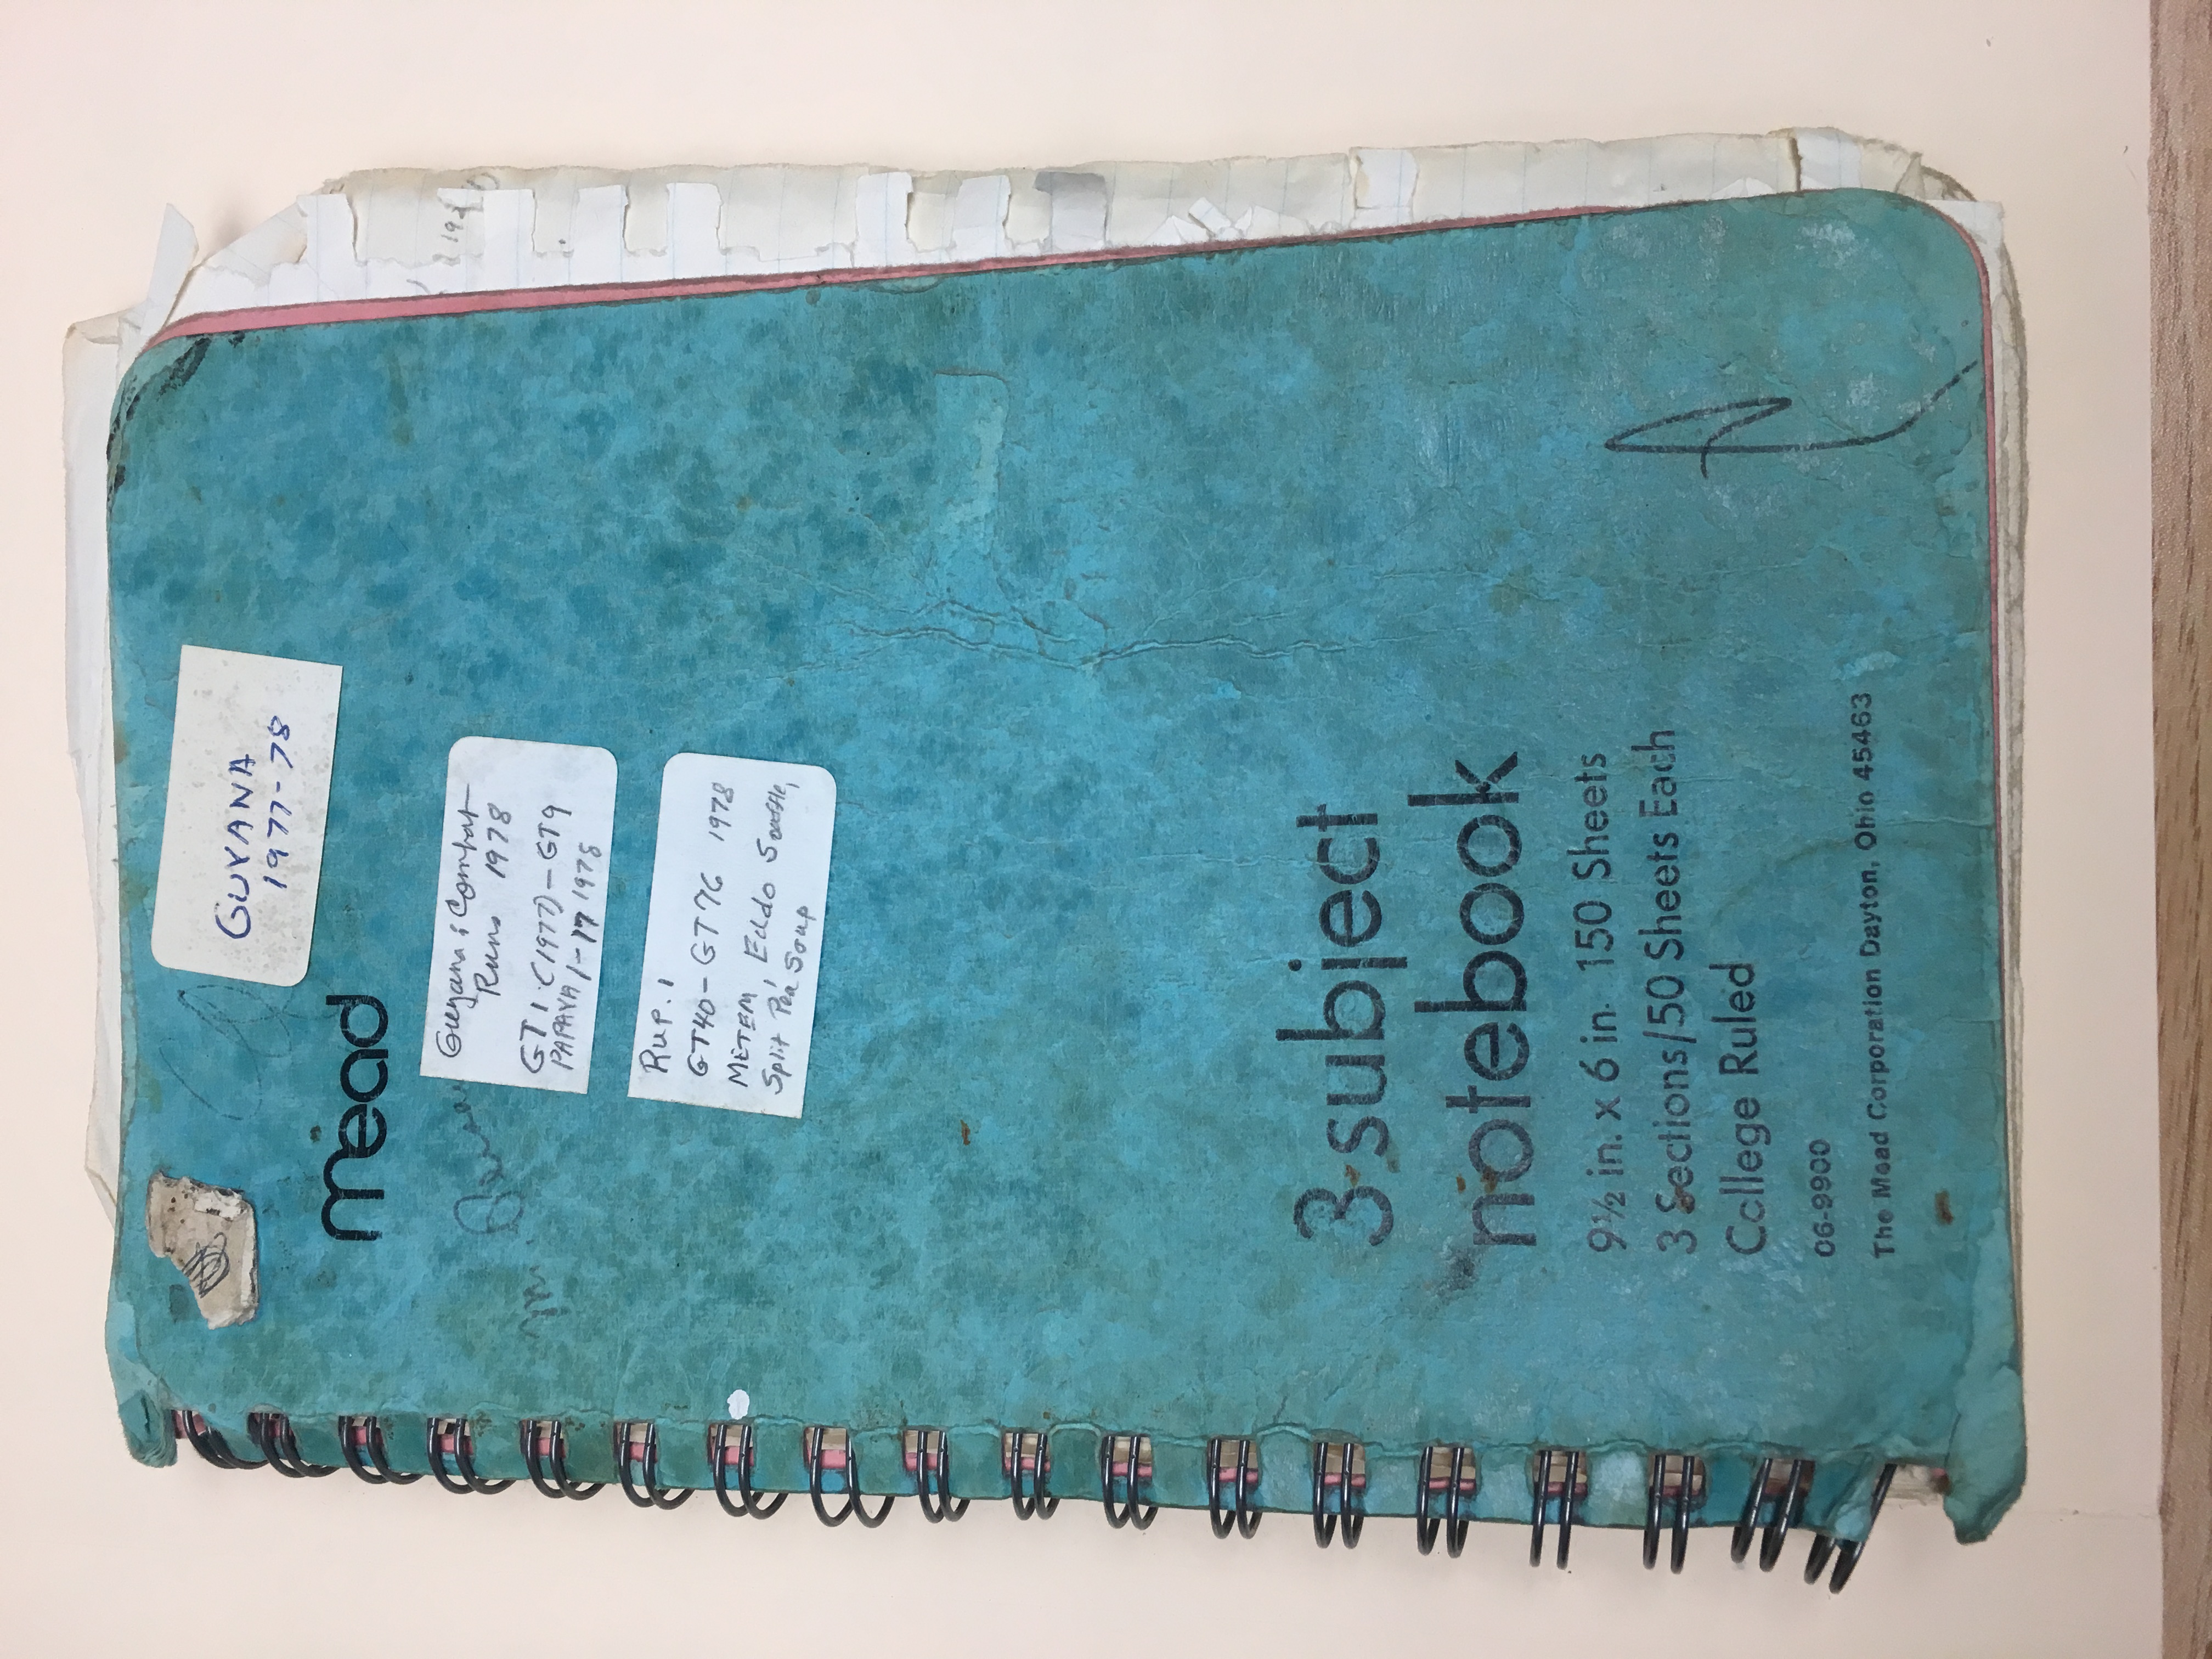 GUYANA
1977-78
mead
Guyana & Combat
Runs 1978
Mr.
GT1 (1977) - GT9
PAPAYA 1-17 1978
Rup. 1
GT40 - GT76 1978
METEM, Eddo Souffle,
Split Pea Soup
3 subject
notebook
9½ in. x 6 in. 150 Sheets
3 Sections/50 Sheets Each
College Ruled
06-9900
The Mead Corporation Dayton, Ohio 45463